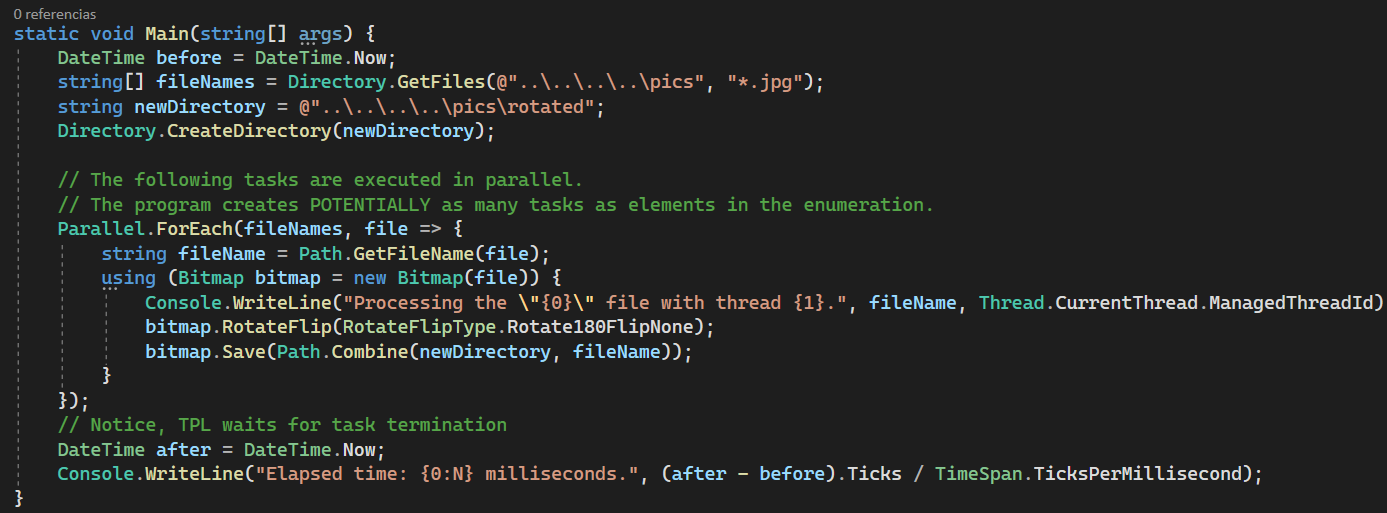 0 referencias
static void Main(string[] args) {
    DateTime before = DateTime.Now;
    string[] fileNames = Directory.GetFiles(@"..\..\..\..\pics", "*.jpg");
    string newDirectory = @"..\..\..\..\pics\rotated";
    Directory.CreateDirectory(newDirectory);

    // The following tasks are executed in parallel.
    // The program creates POTENTIALLY as many tasks as elements in the enumeration.
    Parallel.ForEach(fileNames, file => {
        string fileName = Path.GetFileName(file);
        using (Bitmap bitmap = new Bitmap(file)) {
            Console.WriteLine("Processing the \"{0}\" file with thread {1}.", fileName, Thread.CurrentThread.ManagedThreadId)
            bitmap.RotateFlip(RotateFlipType.Rotate180FlipNone);
            bitmap.Save(Path.Combine(newDirectory, fileName));
        }
    });
    // Notice, TPL waits for task termination
    DateTime after = DateTime.Now;
    Console.WriteLine("Elapsed time: {0:N} milliseconds.", (after - before).Ticks / TimeSpan.TicksPerMillisecond);
}